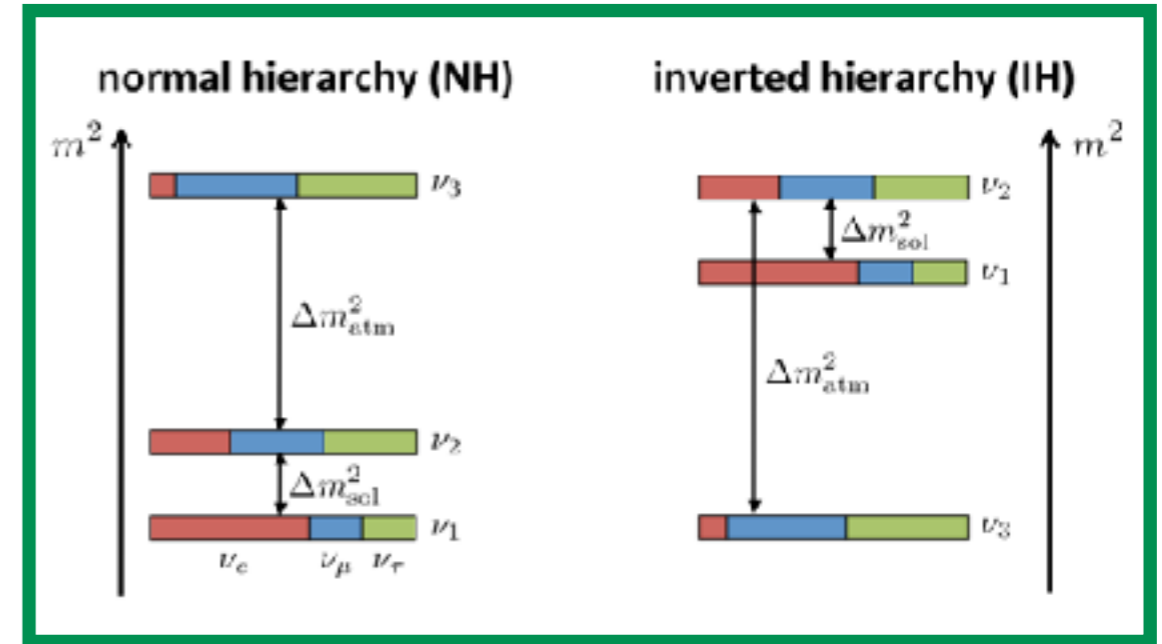 normal hierarchy (NH)
inverted hierarchy (IH)
m²
ν₃
Δm²atm
ν₂
Δm²sol
ν₁
νe νμ ντ
m²
ν₂
Δm²sol
ν₁
Δm²atm
ν₃